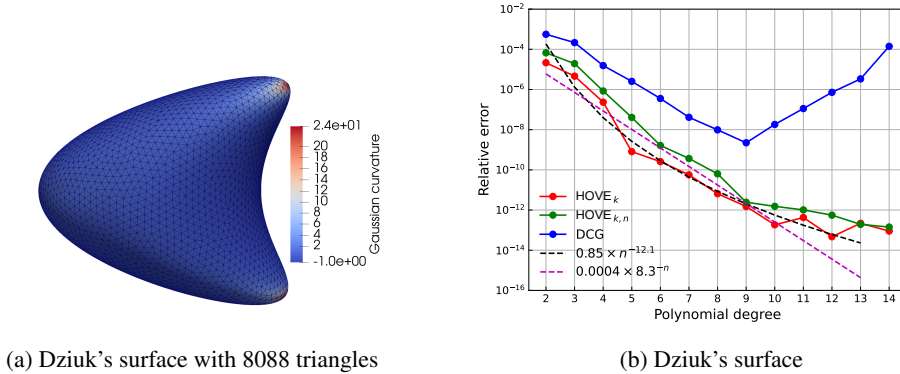 2.4e+01
20
18
16
14
12
10
8
6
4
2
-1.0e+00
Gaussian curvature
(a) Dziuk's surface with 8088 triangles
10⁻²
10⁻⁴
10⁻⁶
10⁻⁸
10⁻¹⁰
10⁻¹²
10⁻¹⁴
10⁻¹⁶
Relative error
HOVEₖ
HOVEₖ,ₙ
DCG
0.85 × n⁻¹²·¹
0.0004 × 8.3⁻ⁿ
2 3 4 5 6 7 8 9 10 11 12 13 14
Polynomial degree
(b) Dziuk's surface